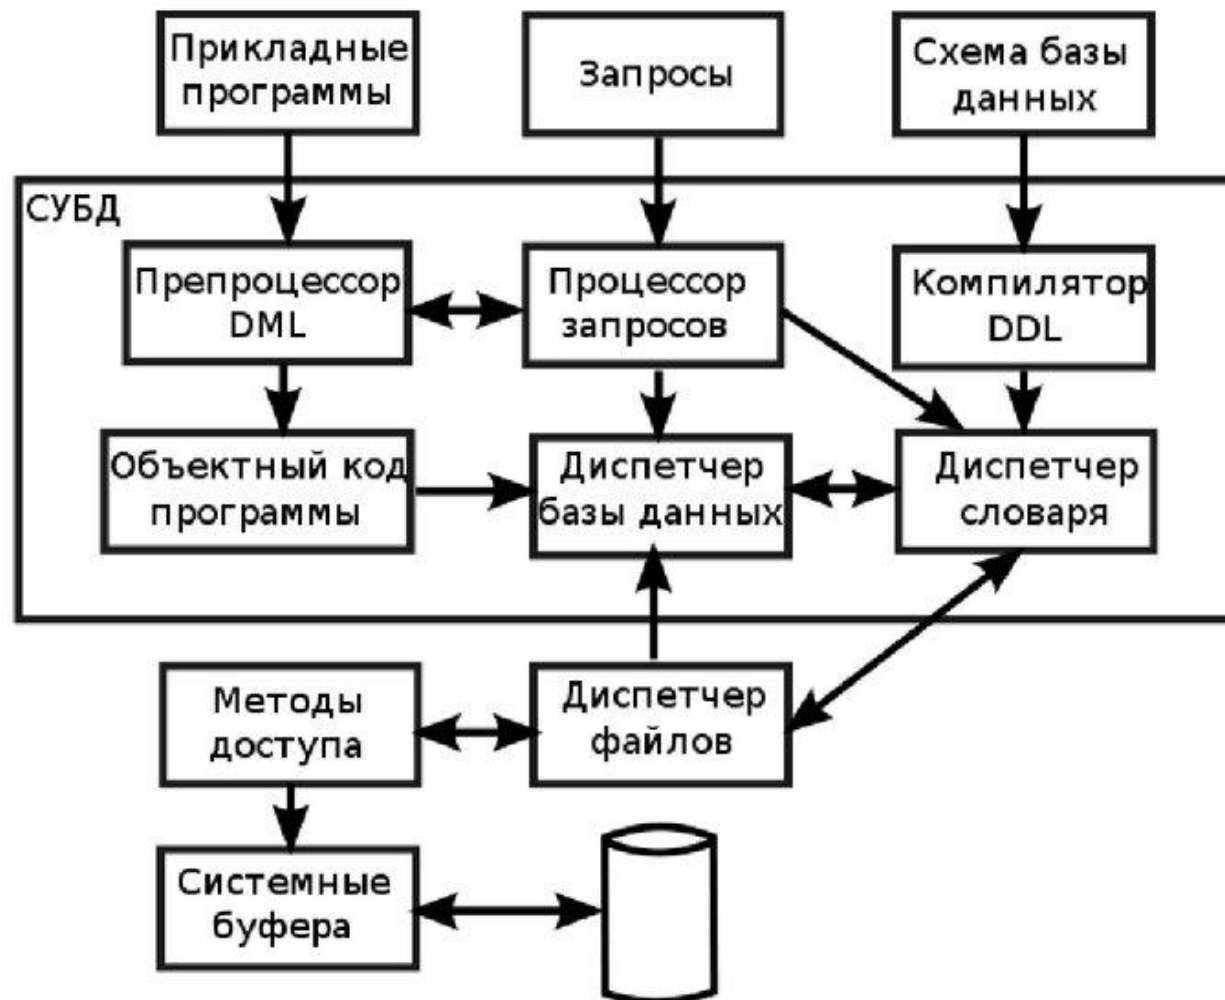 Прикладные
программы
Запросы
Схема базы
данных
СУБД
Препроцессор
DML
Процессор
запросов
Компилятор
DDL
Объектный код
программы
Диспетчер
базы данных
Диспетчер
словаря
Методы
доступа
Диспетчер
файлов
Системные
буфера